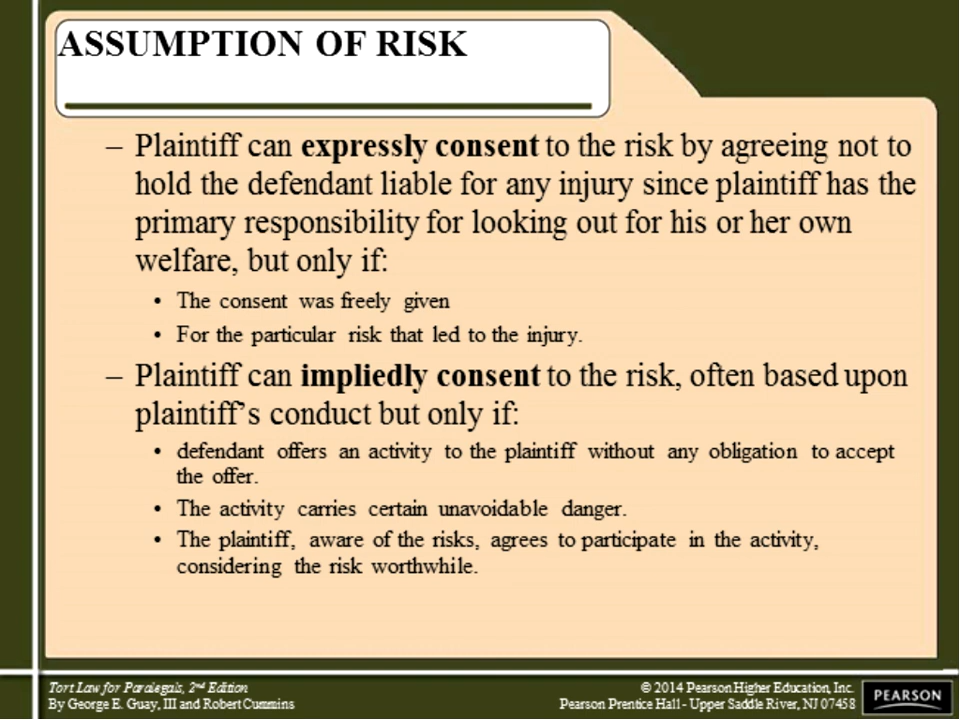 ASSUMPTION OF RISK
– Plaintiff can expressly consent to the risk by agreeing not to
hold the defendant liable for any injury since plaintiff has the
primary responsibility for looking out for his or her own
welfare, but only if:
• The consent was freely given
• For the particular risk that led to the injury.
– Plaintiff can impliedly consent to the risk, often based upon
plaintiff's conduct but only if:
• defendant offers an activity to the plaintiff without any obligation to accept
the offer.
• The activity carries certain unavoidable danger.
• The plaintiff, aware of the risks, agrees to participate in the activity,
considering the risk worthwhile.
Tort Law for Paralegals, 2nd Edition
By George E. Guay, III and Robert Cummins
© 2014 Pearson Higher Education, Inc.
Pearson Prentice Hall - Upper Saddle River, NJ 07458
PEARSON